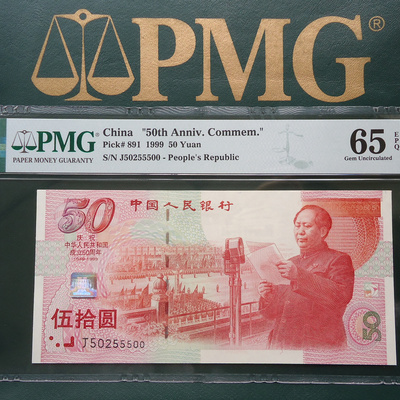 PMG®
PMG
PAPER MONEY GUARANTY
China "50th Anniv. Commem."
Pick# 891 1999 50 Yuan
S/N J50255500 - People's Republic
65
EPQ
Gem Uncirculated
50
中国人民银行
庆祝
中华人民共和国
成立50周年
伍拾圆
J50255500
50